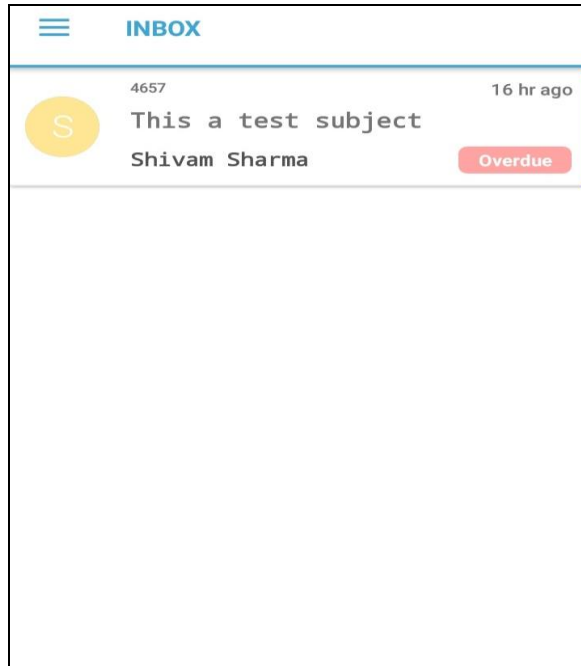 INBOX
4657
16 hr ago
S
This a test subject
Shivam Sharma
Overdue